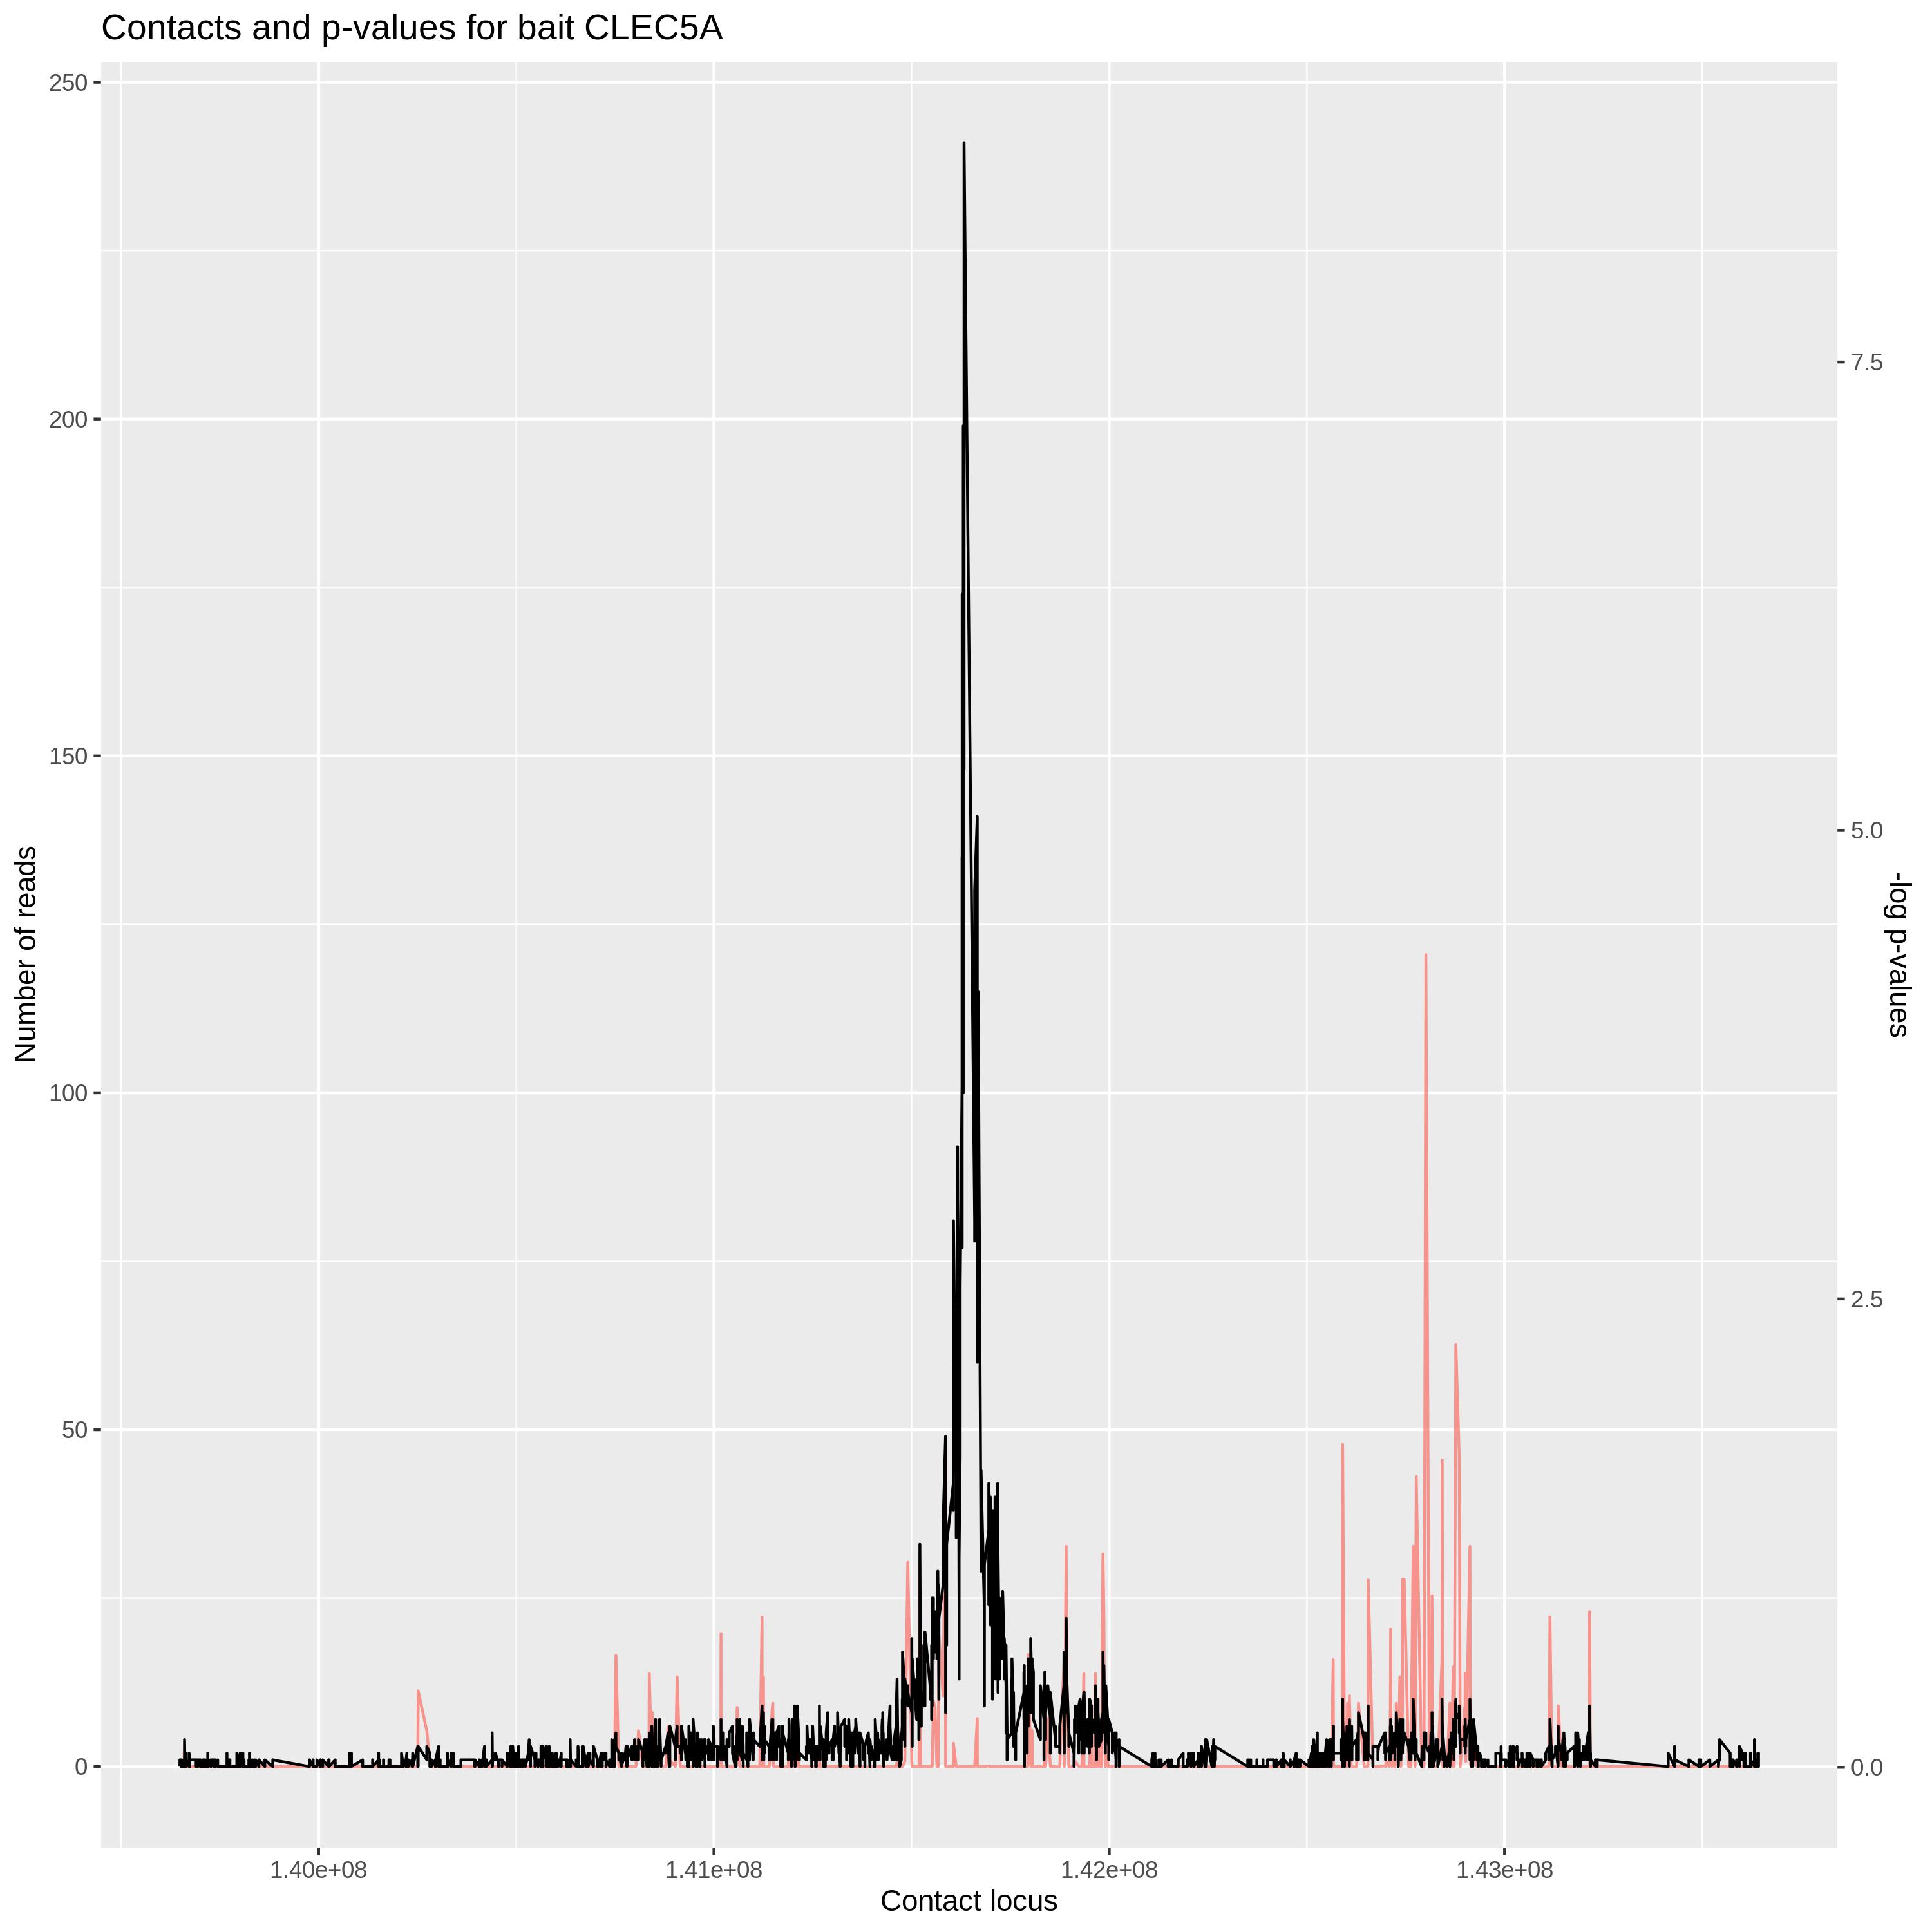 Contacts and p-values for bait CLEC5A
250
200
150
100
50
0
Number of reads
7.5
5.0
2.5
0.0
-log p-values
1.40e+08 1.41e+08 1.42e+08 1.43e+08
Contact locus